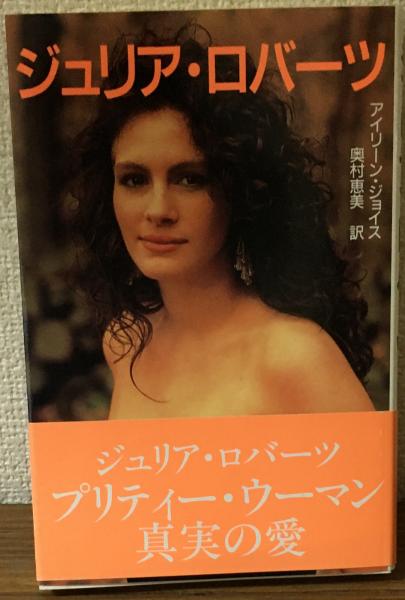 ジュリア・ロバーツ
アイリーン・ジョイス
奥村恵美 訳
ジュリア・ロバーツ
プリティー・ウーマン
真実の愛